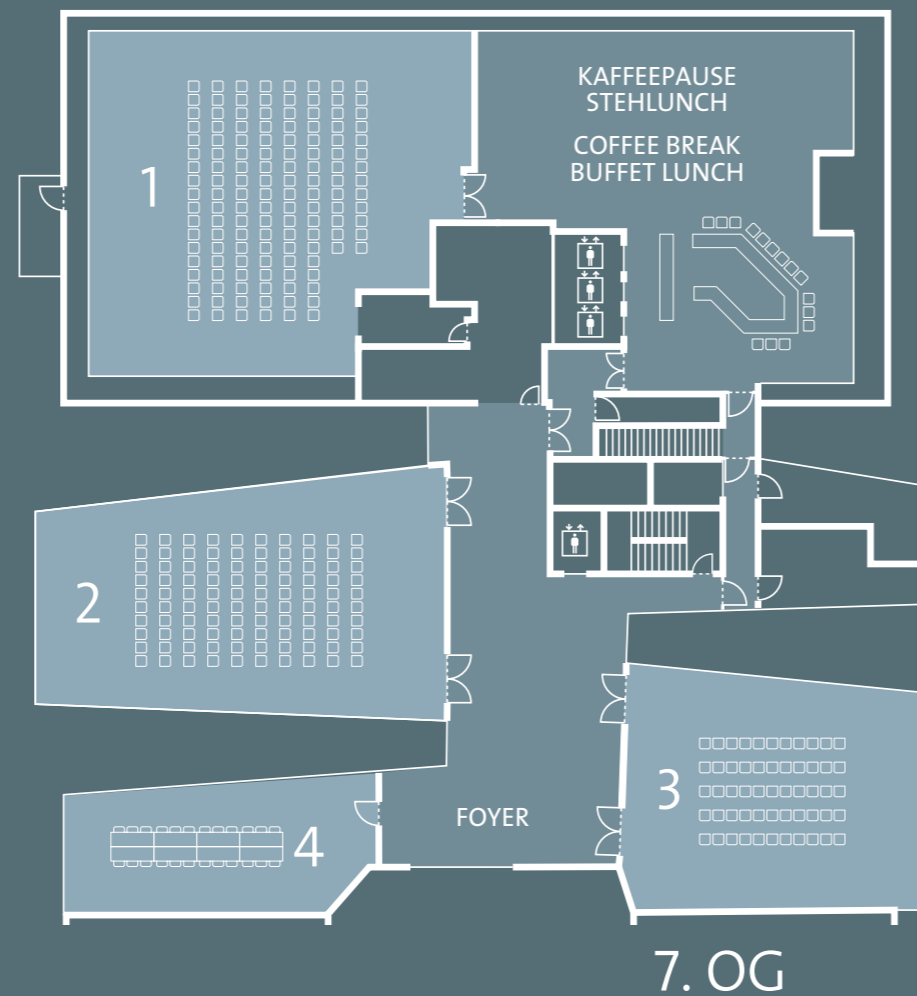 KAFFEEPAUSE
STEHLUNCH
COFFEE BREAK
BUFFET LUNCH
1
2
3
4
FOYER
7. OG